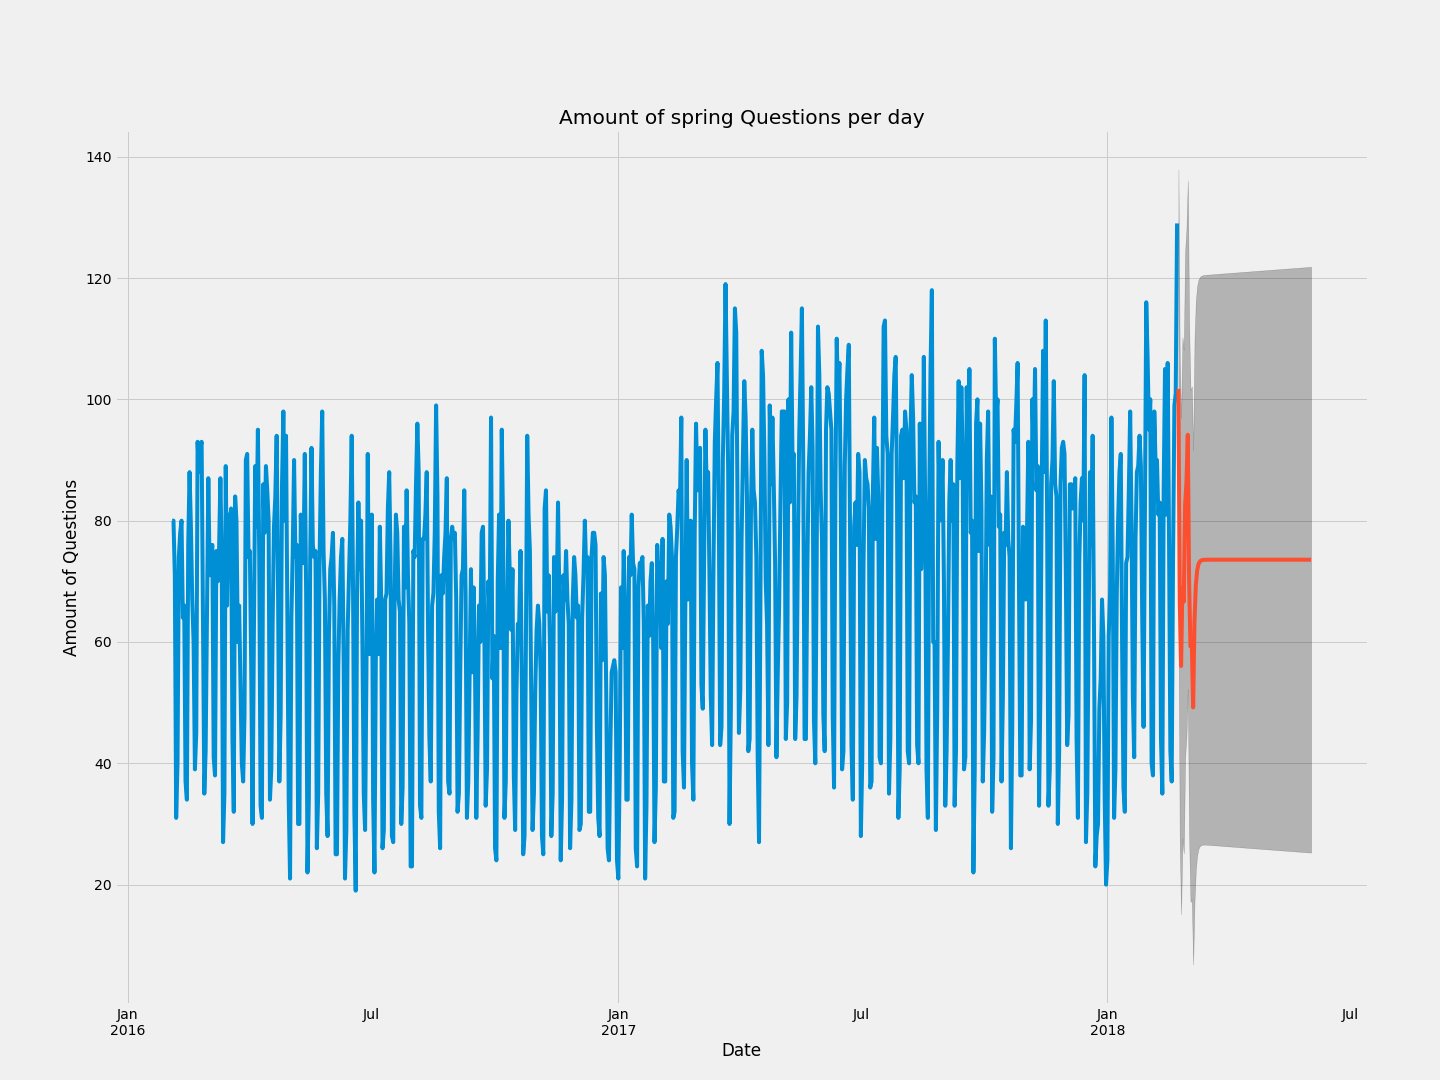 Amount of spring Questions per day
140
120
100
80
60
40
20
Amount of Questions
Jan
2016
Jul
Jan
2017
Jul
Jan
2018
Jul
Date